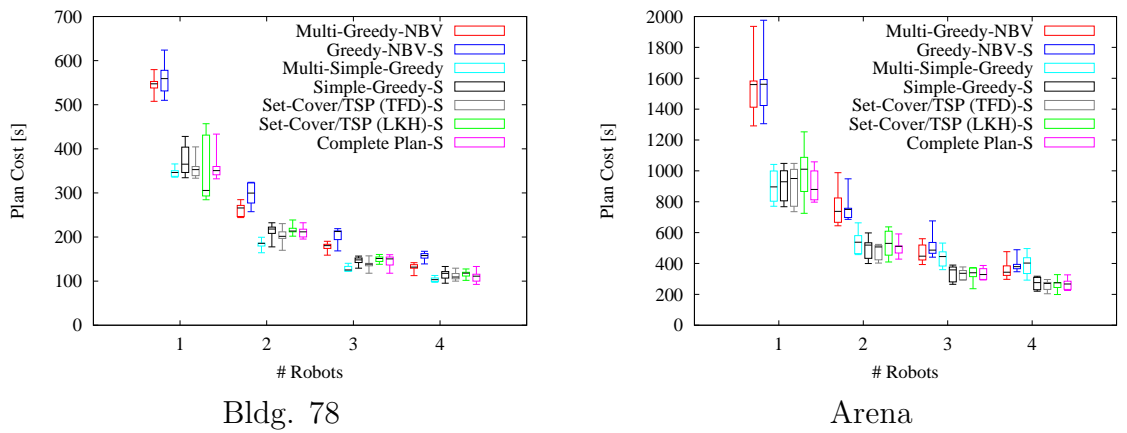 700
600
500
400
300
200
100
0
Plan Cost [s]
Multi-Greedy-NBV
Greedy-NBV-S
Multi-Simple-Greedy
Simple-Greedy-S
Set-Cover/TSP (TFD)-S
Set-Cover/TSP (LKH)-S
Complete Plan-S
1 2 3 4
# Robots
Bldg. 78
2000
1800
1600
1400
1200
1000
800
600
400
200
0
Plan Cost [s]
Multi-Greedy-NBV
Greedy-NBV-S
Multi-Simple-Greedy
Simple-Greedy-S
Set-Cover/TSP (TFD)-S
Set-Cover/TSP (LKH)-S
Complete Plan-S
1 2 3 4
# Robots
Arena